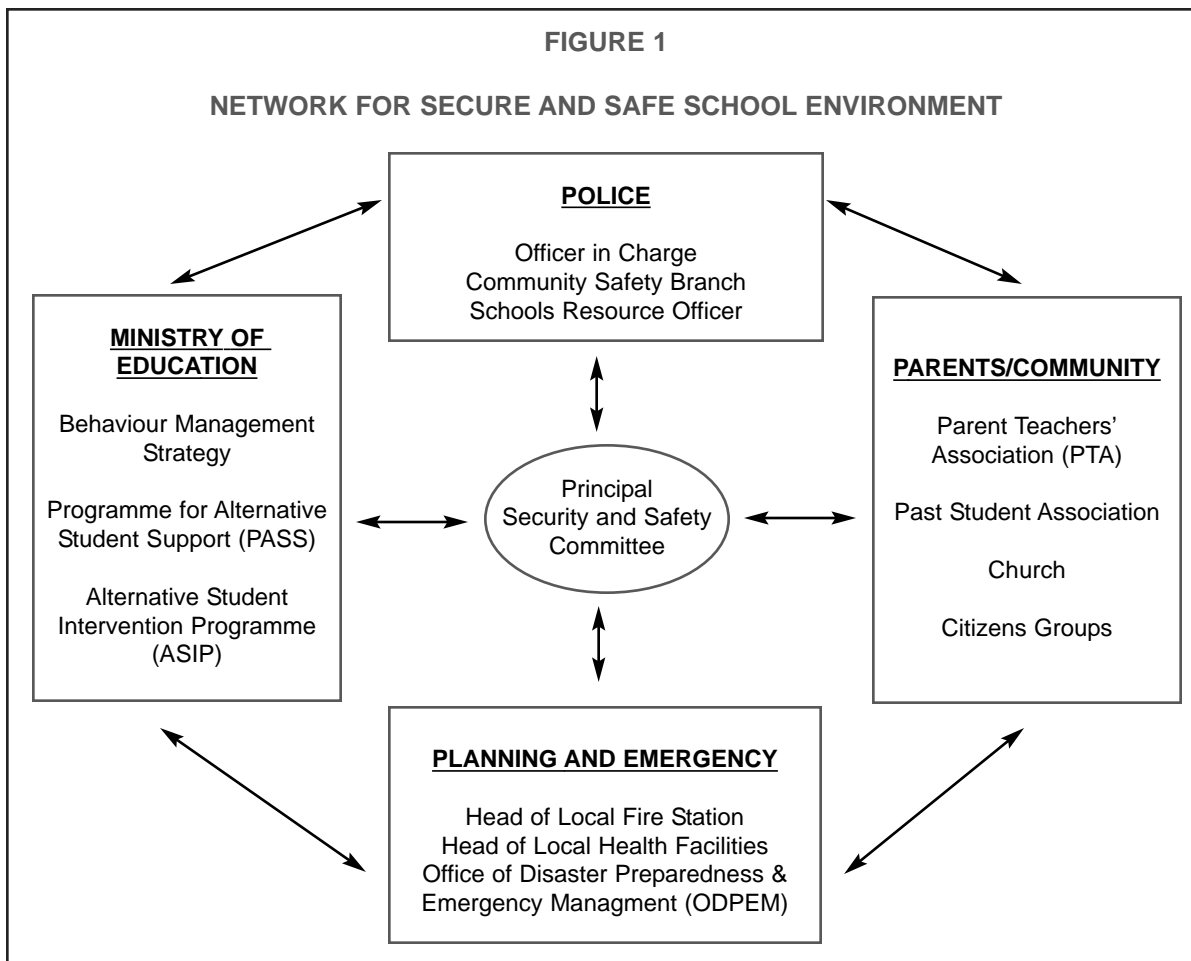 FIGURE 1
NETWORK FOR SECURE AND SAFE SCHOOL ENVIRONMENT
POLICE
Officer in Charge
Community Safety Branch
Schools Resource Officer
MINISTRY OF
EDUCATION
Behaviour Management
Strategy
Programme for Alternative
Student Support (PASS)
Alternative Student
Intervention Programme
(ASIP)
Principal
Security and Safety
Committee
PARENTS/COMMUNITY
Parent Teachers'
Association (PTA)
Past Student Association
Church
Citizens Groups
PLANNING AND EMERGENCY
Head of Local Fire Station
Head of Local Health Facilities
Office of Disaster Preparedness &
Emergency Managment (ODPEM)